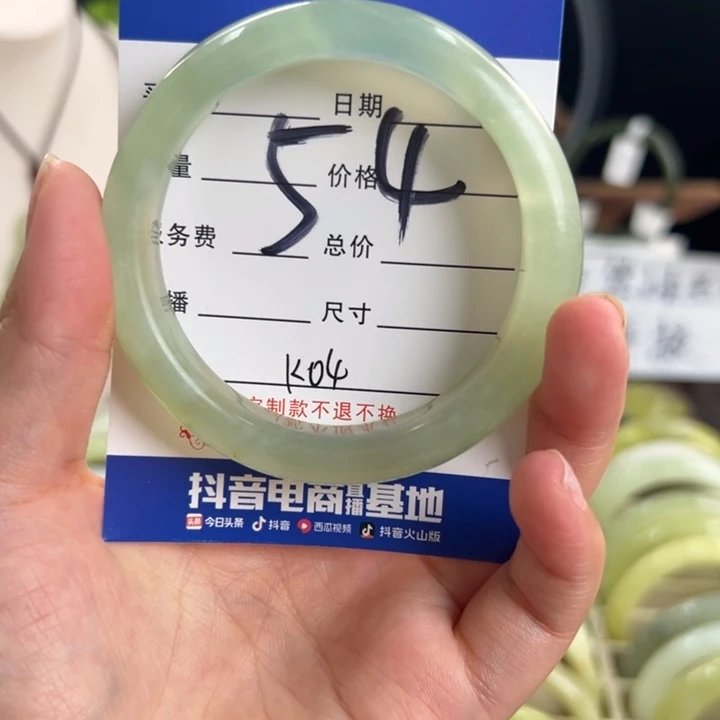 日期
54
量 价格
务费 总价
播 尺寸
K04
制款不退不换
抖音电商直播基地
头条 今日头条 抖音 西瓜视频 抖音火山版